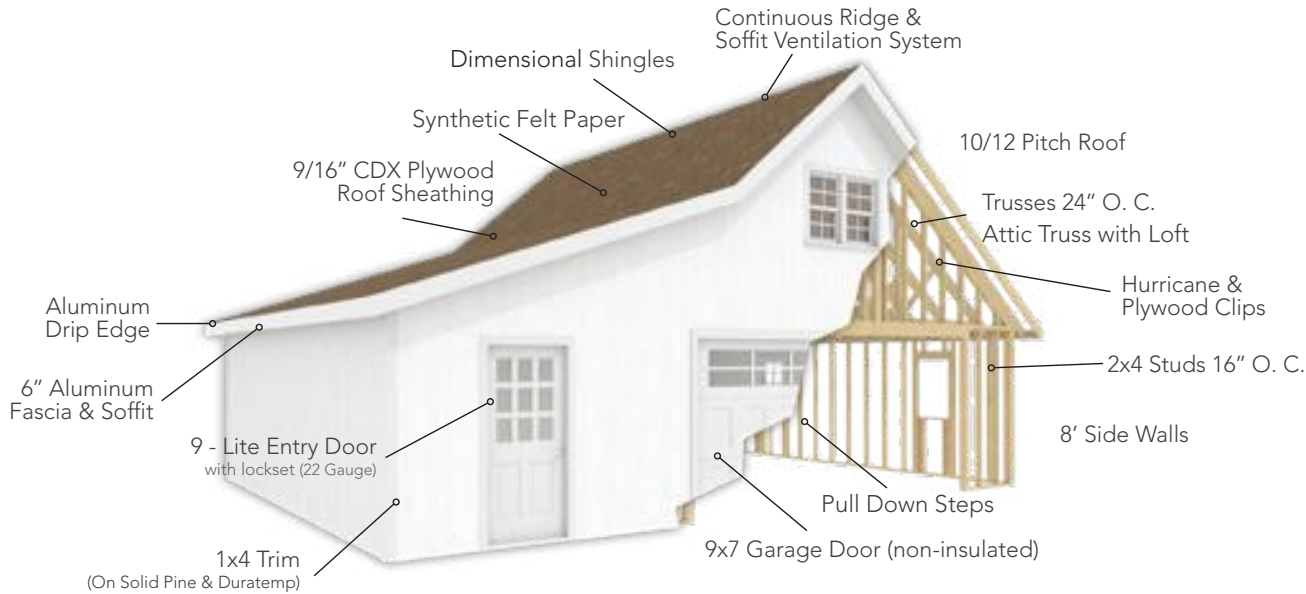 Continuous Ridge &
Soffit Ventilation System
Dimensional Shingles
Synthetic Felt Paper
9/16" CDX Plywood
Roof Sheathing
10/12 Pitch Roof
Trusses 24" O. C.
Attic Truss with Loft
Hurricane &
Plywood Clips
Aluminum
Drip Edge
2x4 Studs 16" O. C.
6" Aluminum
Fascia & Soffit
9 - Lite Entry Door
with lockset (22 Gauge)
8' Side Walls
Pull Down Steps
9x7 Garage Door (non-insulated)
1x4 Trim
(On Solid Pine & Duratemp)